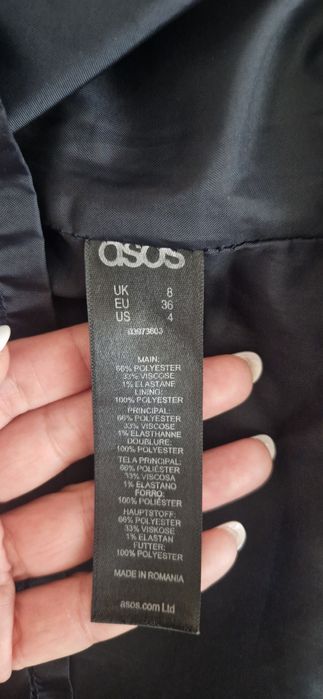 asos
UK 8
EU 36
US 4
MAIN:
66% POLYESTER
33% VISCOSE
1% ELASTANE
LINING:
100% POLYESTER
PRINCIPAL:
66% POLYESTER
33% VISCOSE
1% ELASTHANNE
DOUBLURE:
100% POLYESTER
TELA PRINCIPAL:
66% POLIÉSTER
33% VISCOSA
1% ELASTANO
FORRO:
100% POLIÉSTER
HAUPTSTOFF:
66% POLYESTER
33% VISKOSE
1% ELASTAN
FUTTER:
100% POLYESTER
MADE IN ROMANIA
asos.com Ltd